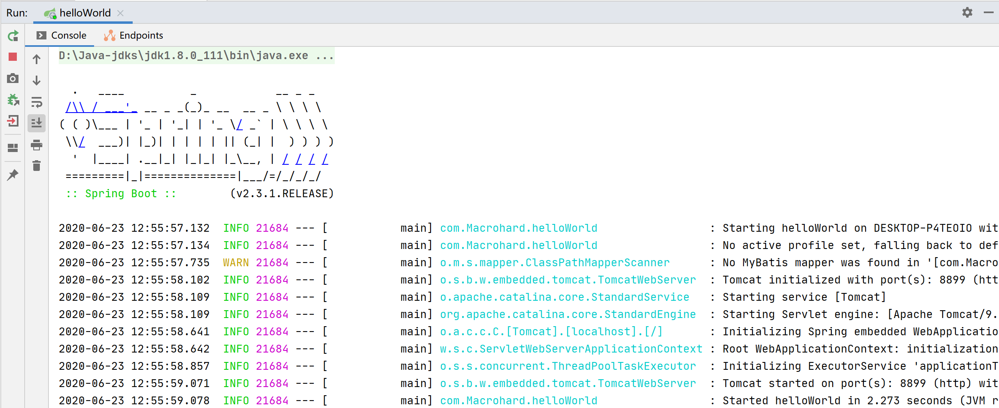 Run: helloWorld
Console Endpoints
D:\Java-jdks\jdk1.8.0_111\bin\java.exe ...
  .   ____          _            __ _ _
 /\\ / ___'_ __ _ _(_)_ __  __ _ \ \ \ \
( ( )\___ | '_ | '_| | '_ \/ _` | \ \ \ \
 \\/  ___)| |_)| | | | | || (_| |  ) ) ) )
  '  |____| .__|_| |_|_| |_\__, | / / / /
 =========|_|==============|___/=/_/_/_/
 :: Spring Boot ::        (v2.3.1.RELEASE)
2020-06-23 12:55:57.132  INFO 21684 --- [           main] com.Macrohard.helloWorld                 : Starting helloWorld on DESKTOP-P4TEOIO wit
2020-06-23 12:55:57.134  INFO 21684 --- [           main] com.Macrohard.helloWorld                 : No active profile set, falling back to def
2020-06-23 12:55:57.735  WARN 21684 --- [           main] o.m.s.mapper.ClassPathMapperScanner      : No MyBatis mapper was found in '[com.Macro
2020-06-23 12:55:58.102  INFO 21684 --- [           main] o.s.b.w.embedded.tomcat.TomcatWebServer  : Tomcat initialized with port(s): 8899 (htt
2020-06-23 12:55:58.109  INFO 21684 --- [           main] o.apache.catalina.core.StandardService   : Starting service [Tomcat]
2020-06-23 12:55:58.109  INFO 21684 --- [           main] org.apache.catalina.core.StandardEngine  : Starting Servlet engine: [Apache Tomcat/9.
2020-06-23 12:55:58.641  INFO 21684 --- [           main] o.a.c.c.C.[Tomcat].[localhost].[/]       : Initializing Spring embedded WebApplicatio
2020-06-23 12:55:58.642  INFO 21684 --- [           main] w.s.c.ServletWebServerApplicationContext : Root WebApplicationContext: initialization
2020-06-23 12:55:58.857  INFO 21684 --- [           main] o.s.s.concurrent.ThreadPoolTaskExecutor  : Initializing ExecutorService 'applicationT
2020-06-23 12:55:59.071  INFO 21684 --- [           main] o.s.b.w.embedded.tomcat.TomcatWebServer  : Tomcat started on port(s): 8899 (http) wit
2020-06-23 12:55:59.078  INFO 21684 --- [           main] com.Macrohard.helloWorld                 : Started helloWorld in 2.273 seconds (JVM r